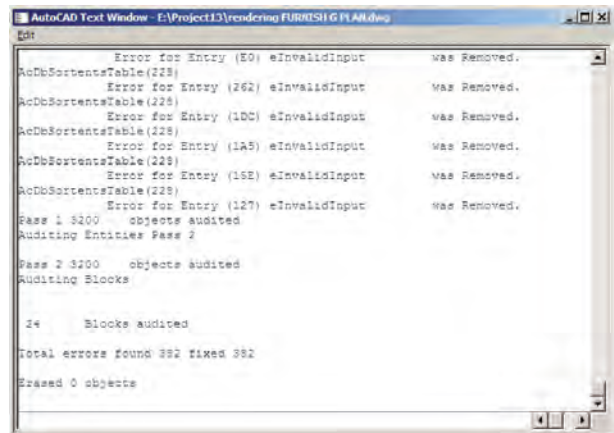 AutoCAD Text Window - E:\Project13\rendering FURNISH G PLAN.dwg
Edit
Error for Entry (E0) eInvalidInput was Removed.
AcDbSortentsTable(228)
Error for Entry (262) eInvalidInput was Removed.
AcDbSortentsTable(228)
Error for Entry (1DC) eInvalidInput was Removed.
AcDbSortentsTable(228)
Error for Entry (1A5) eInvalidInput was Removed.
AcDbSortentsTable(228)
Error for Entry (15E) eInvalidInput was Removed.
AcDbSortentsTable(228)
Error for Entry (127) eInvalidInput was Removed.
Pass 1 3200 objects audited
Auditing Entities Pass 2
Pass 2 3200 objects audited
Auditing Blocks
24 Blocks audited
Total errors found 382 fixed 382
Erased 0 objects